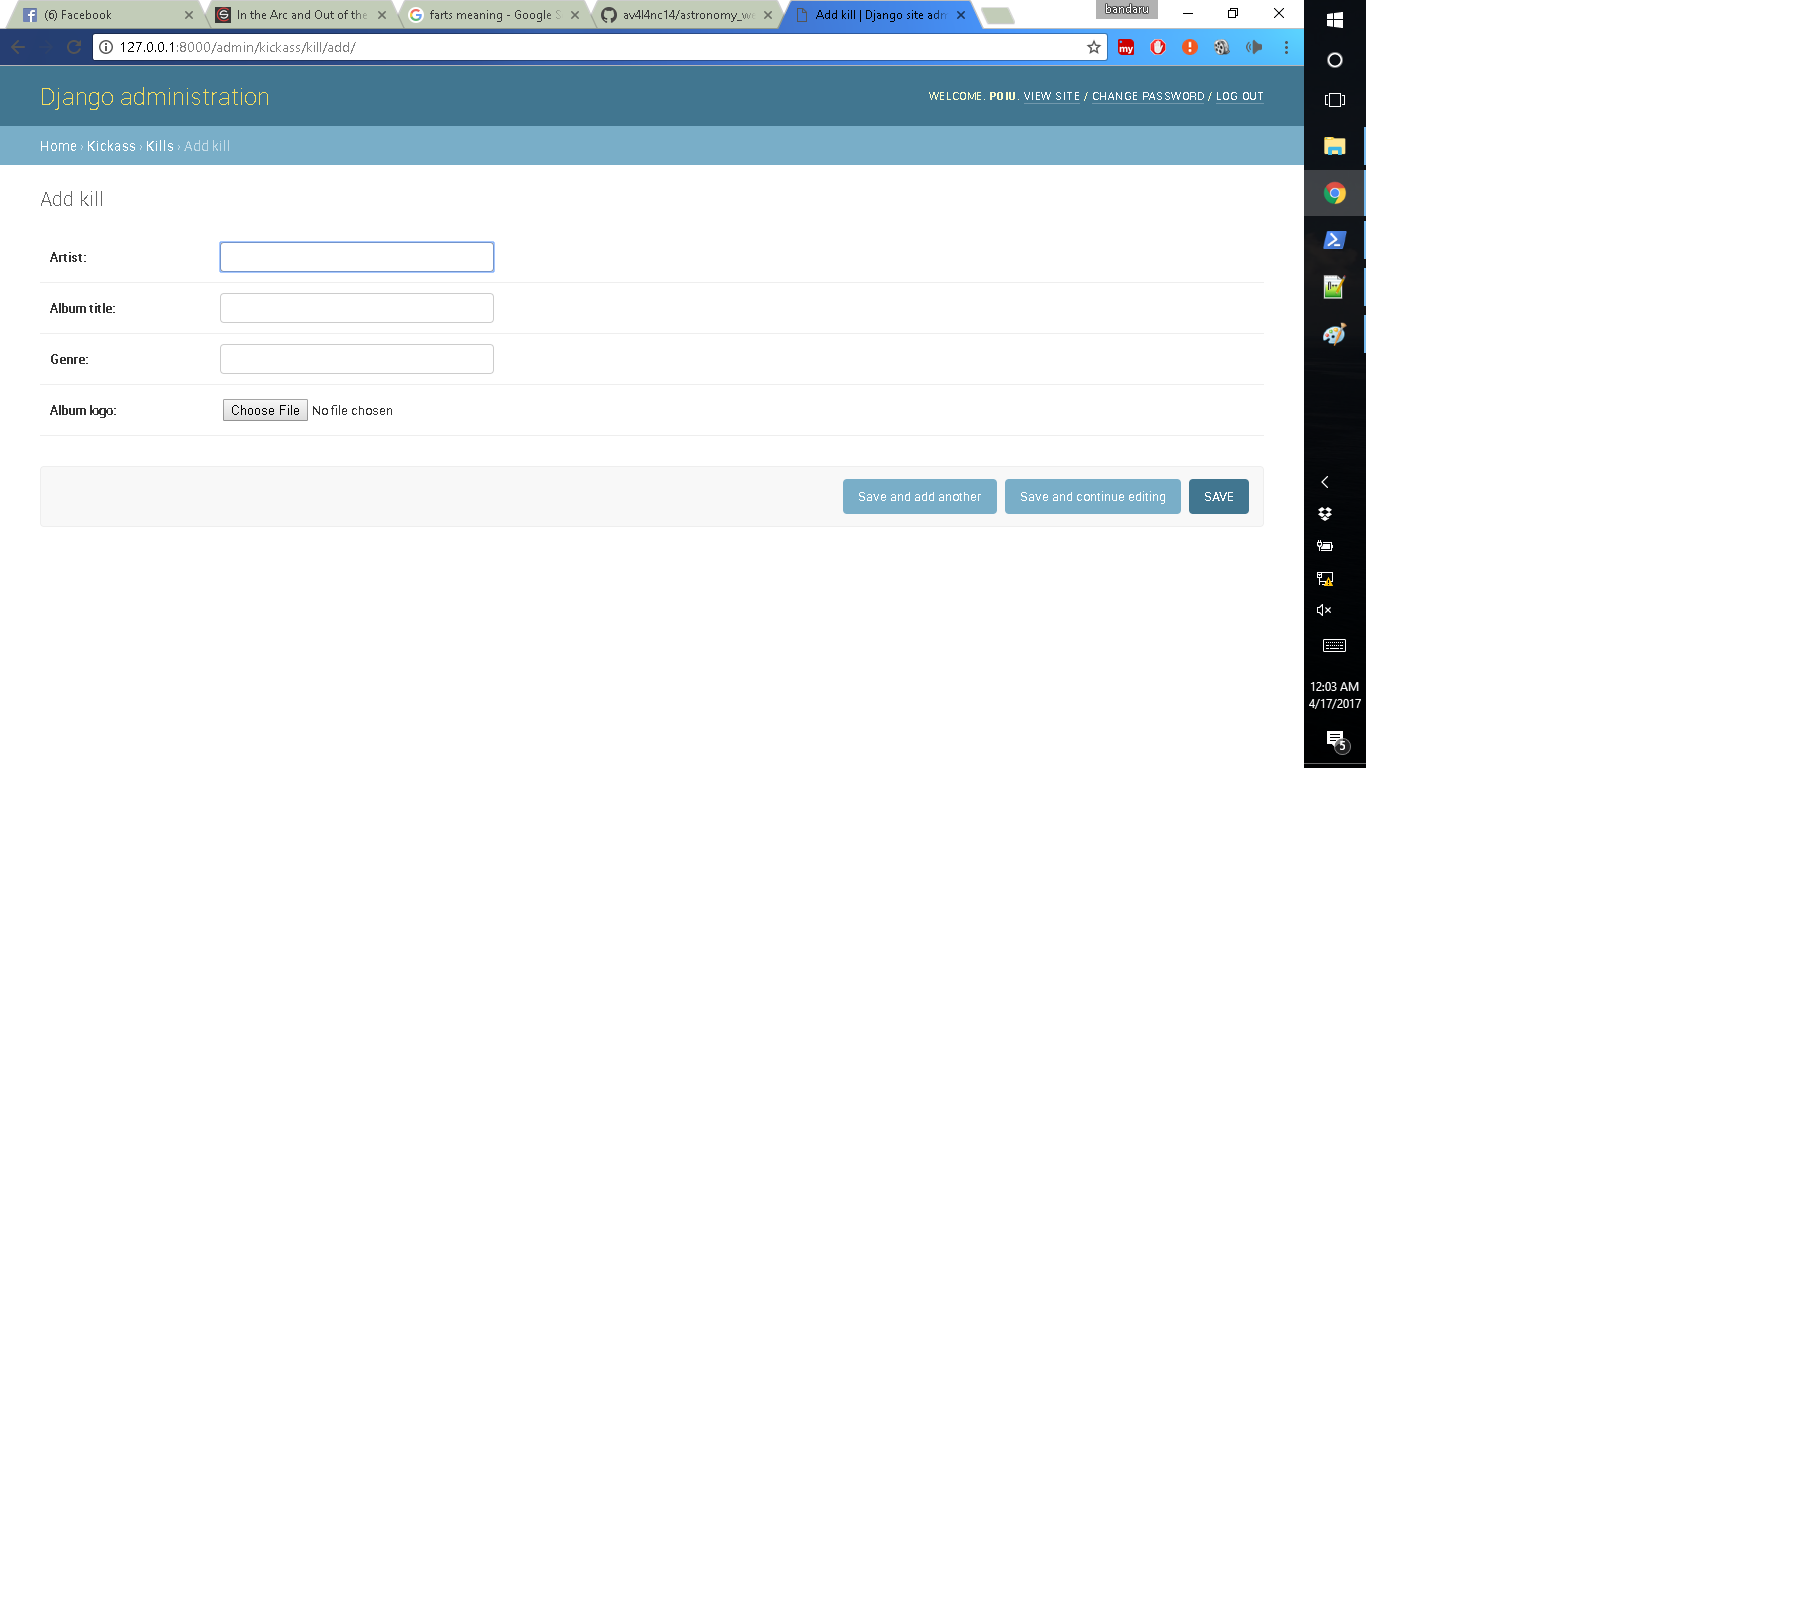 (6) Facebook
In the Arc and Out of the
farts meaning - Google S
av4l4nc14/astronomy_we
Add kill | Django site adm
bandaru
127.0.0.1:8000/admin/kickass/kill/add/
my
Django administration
WELCOME, POIU. VIEW SITE / CHANGE PASSWORD / LOG OUT
Home › Kickass › Kills › Add kill
Add kill
Artist:
Album title:
Genre:
Album logo:
Choose File No file chosen
Save and add another
Save and continue editing
SAVE
12:03 AM
4/17/2017
5